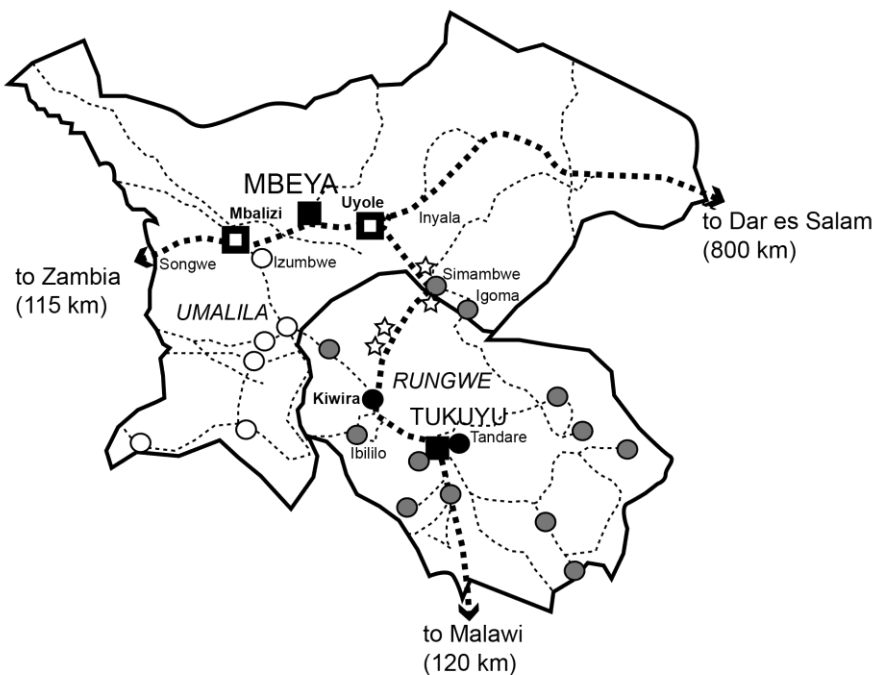 MBEYA
Uyole
Mbalizi
Inyala
to Dar es Salam
(800 km)
Songwe
Izumbwe
to Zambia
(115 km)
Simambwe
Igoma
UMALILA
RUNGWE
Kiwira
TUKUYU
Tandare
Ibililo
to Malawi
(120 km)